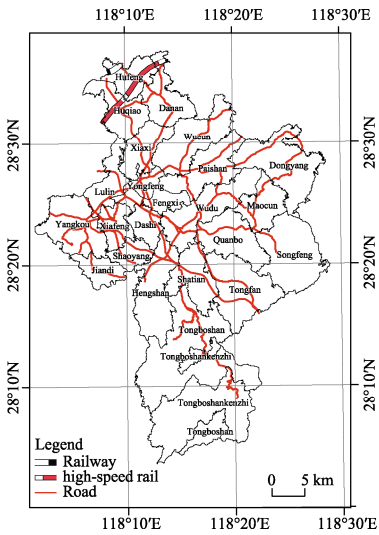 118°10′E 118°20′E 118°30′E
Hufeng
Huqiao
Danan
28°30′N 28°30′N
Wucun
Xiaxi
Paishan
Dongyang
Lulin
Yongfeng
Fengxi
Wudu
Maocun
Yangkou
Xiafeng
Dashi
Quanbo
Shaoyang
Songfeng
28°20′N 28°20′N
Jiandi
Shatian
Hengshan
Tongfan
Tongboshan
Tongboshankenzhi
28°10′N 28°10′N
Tongboshankenzhi
Tongboshan
Legend
Railway
high-speed rail
Road
0 5 km
118°10′E 118°20′E 118°30′E